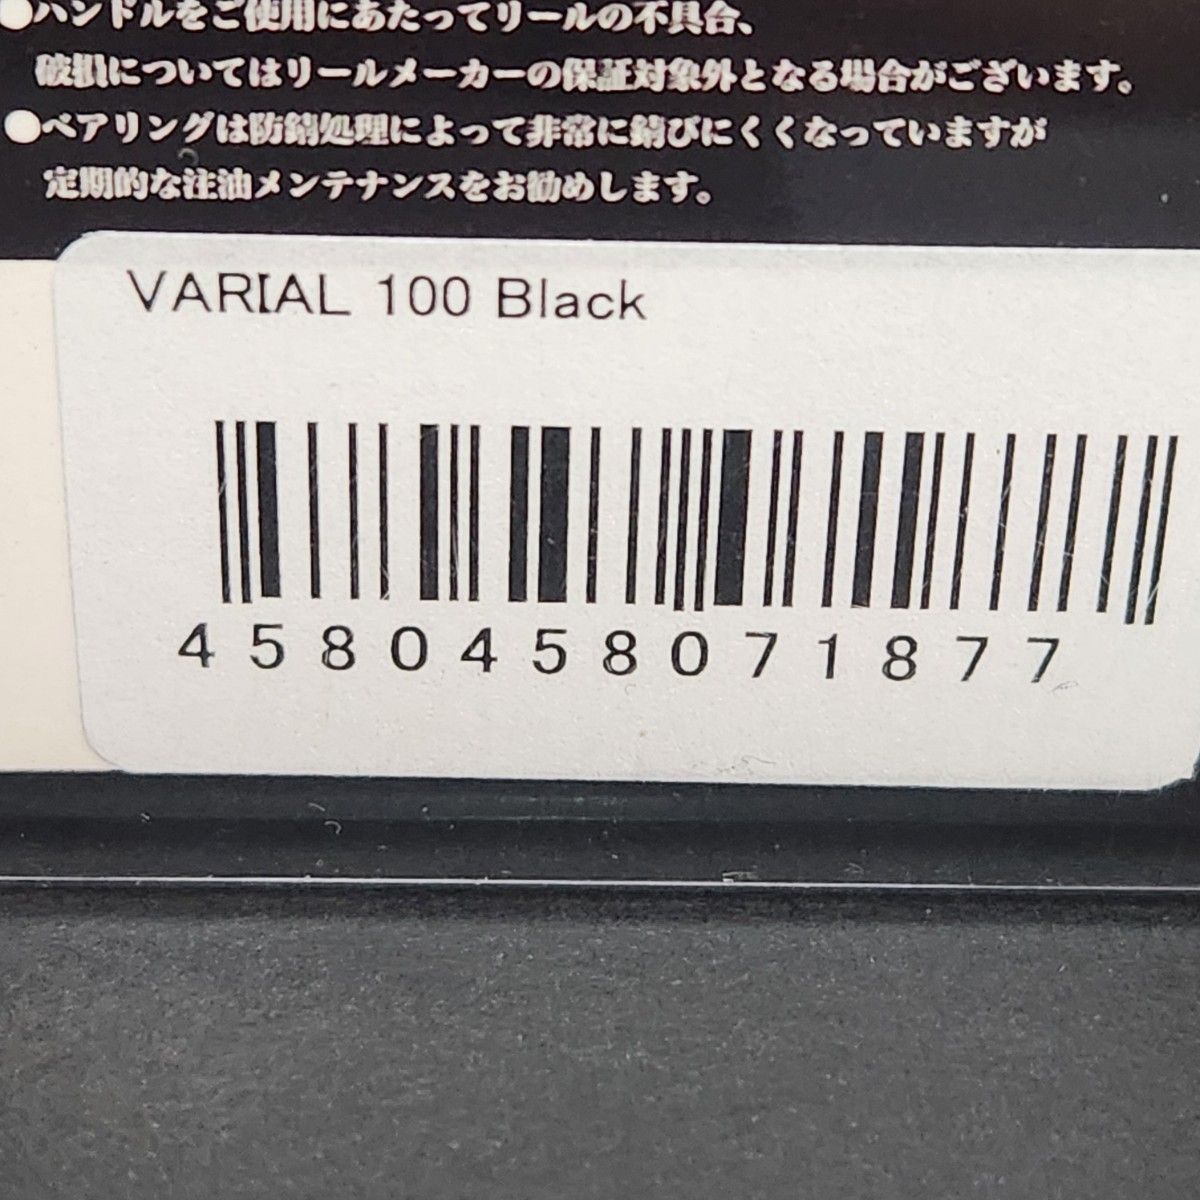 ●ハンドルをご使用にあたってリールの不具合、
破損についてはリールメーカーの保証対象外となる場合がございます。
●ベアリングは防錆処理によって非常に錆びにくくなっていますが
定期的な注油メンテナンスをお勧めします。
VARIAL 100 Black
4580458071877